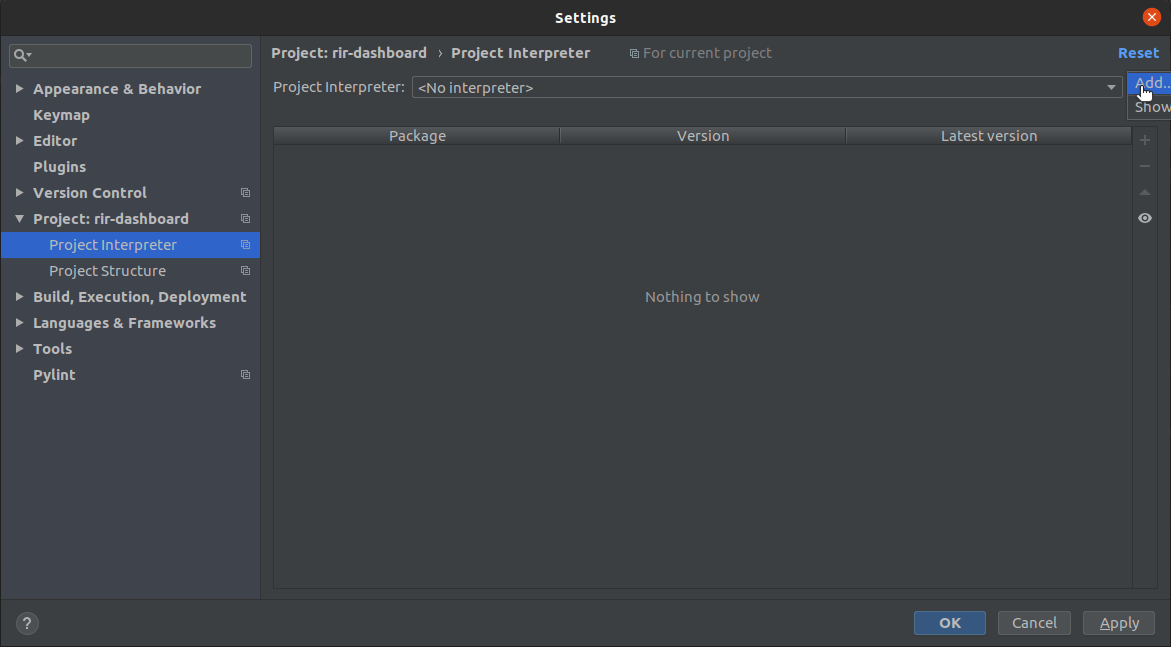 Settings
Project: rir-dashboard › Project Interpreter For current project Reset
Appearance & Behavior
Keymap
Editor
Plugins
Version Control
Project: rir-dashboard
Project Interpreter
Project Structure
Build, Execution, Deployment
Languages & Frameworks
Tools
Pylint
Project Interpreter: <No interpreter>
Add..
Show
Package Version Latest version
Nothing to show
? OK Cancel Apply